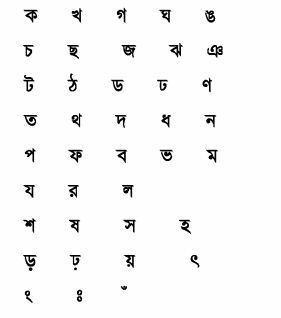 ক খ গ ঘ ঙ
চ ছ জ ঝ ঞ
ট ঠ ড ঢ ণ
ত থ দ ধ ন
প ফ ব ভ ম
য র ল
শ ষ স হ
ড় ঢ় য় ৎ
ং ঃ ঁ